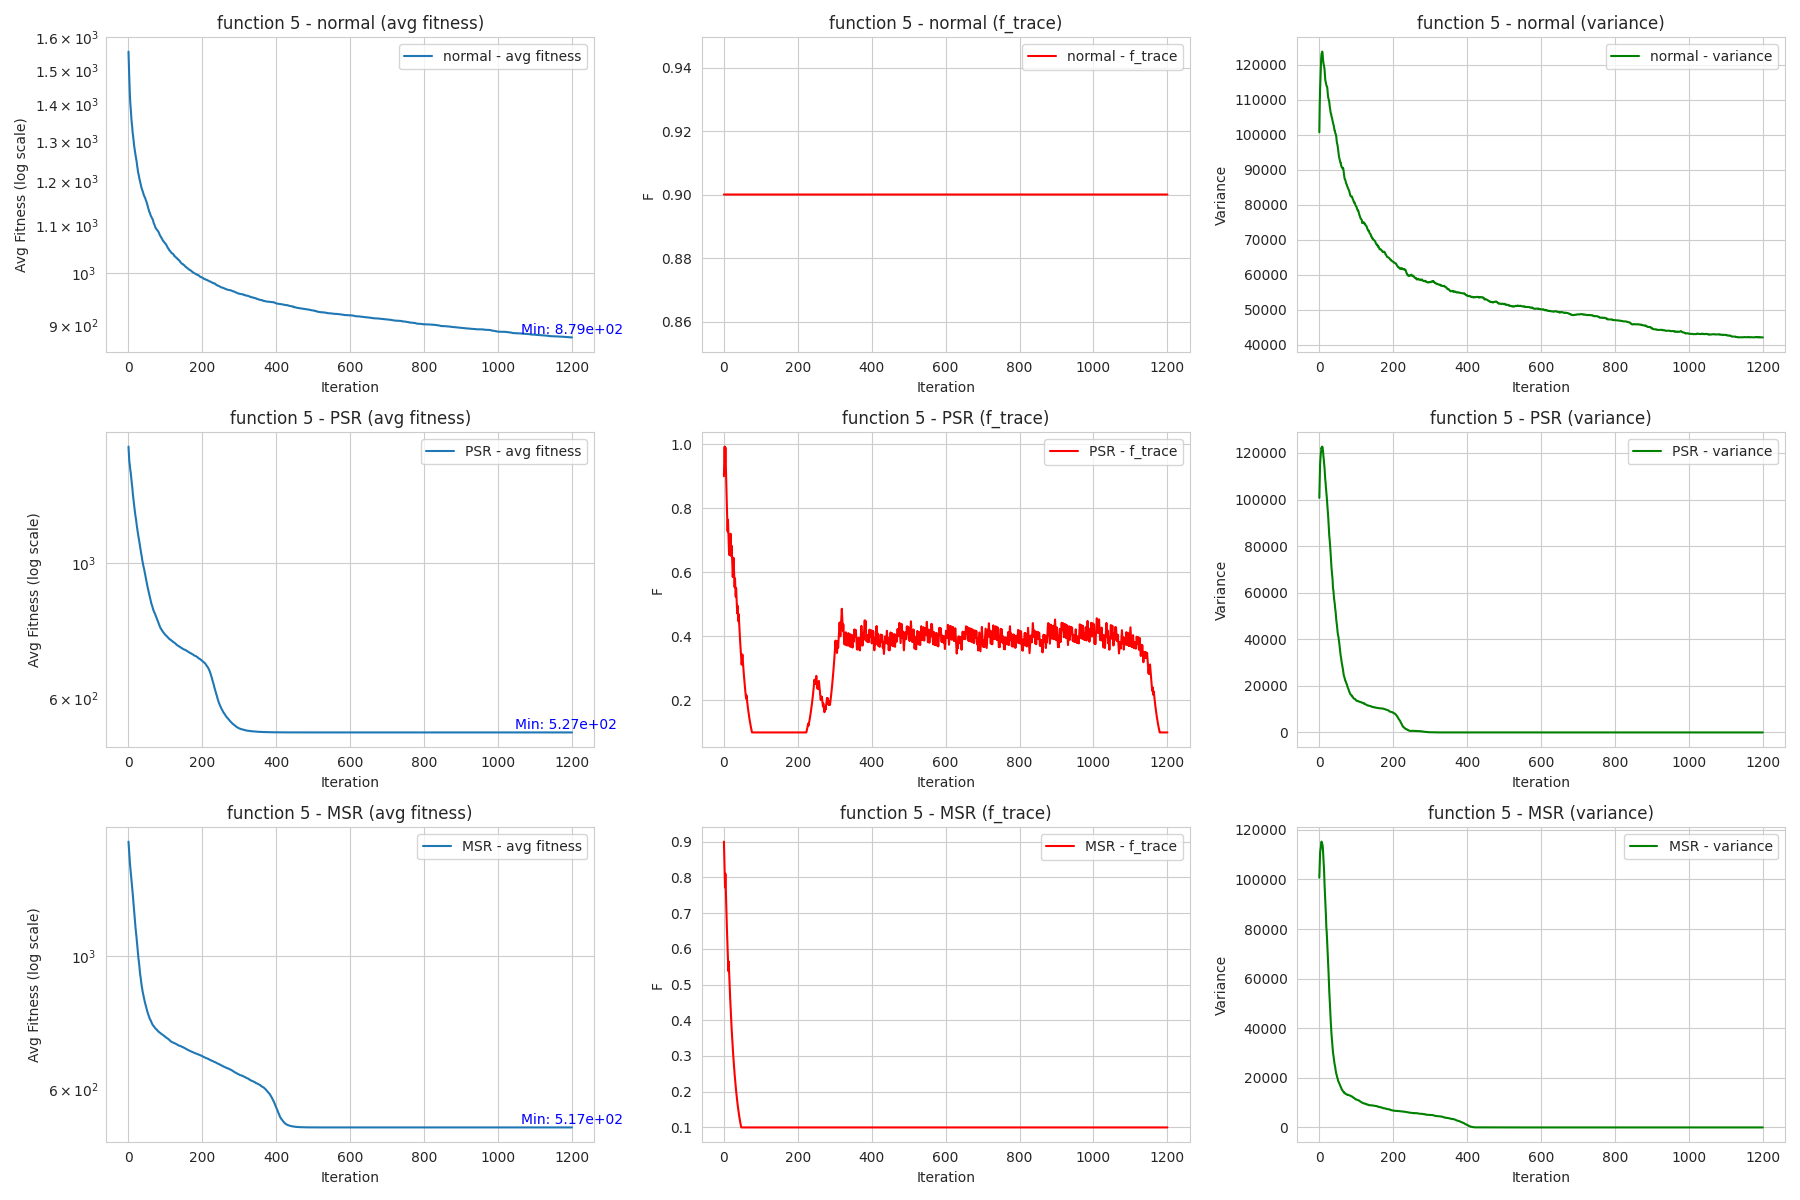 function 5 - normal (avg fitness)
normal - avg fitness
Avg Fitness (log scale)
1.6 × 10³
1.5 × 10³
1.4 × 10³
1.3 × 10³
1.2 × 10³
1.1 × 10³
10³
9 × 10²
Min: 8.79e+02
0 200 400 600 800 1000 1200
Iteration
function 5 - normal (f_trace)
normal - f_trace
F
0.94
0.92
0.90
0.88
0.86
0 200 400 600 800 1000 1200
Iteration
function 5 - normal (variance)
normal - variance
Variance
120000
110000
100000
90000
80000
70000
60000
50000
40000
0 200 400 600 800 1000 1200
Iteration
function 5 - PSR (avg fitness)
PSR - avg fitness
Avg Fitness (log scale)
10³
6 × 10²
Min: 5.27e+02
0 200 400 600 800 1000 1200
Iteration
function 5 - PSR (f_trace)
PSR - f_trace
F
1.0
0.8
0.6
0.4
0.2
0 200 400 600 800 1000 1200
Iteration
function 5 - PSR (variance)
PSR - variance
Variance
120000
100000
80000
60000
40000
20000
0
0 200 400 600 800 1000 1200
Iteration
function 5 - MSR (avg fitness)
MSR - avg fitness
Avg Fitness (log scale)
10³
6 × 10²
Min: 5.17e+02
0 200 400 600 800 1000 1200
Iteration
function 5 - MSR (f_trace)
MSR - f_trace
F
0.9
0.8
0.7
0.6
0.5
0.4
0.3
0.2
0.1
0 200 400 600 800 1000 1200
Iteration
function 5 - MSR (variance)
MSR - variance
Variance
120000
100000
80000
60000
40000
20000
0
0 200 400 600 800 1000 1200
Iteration